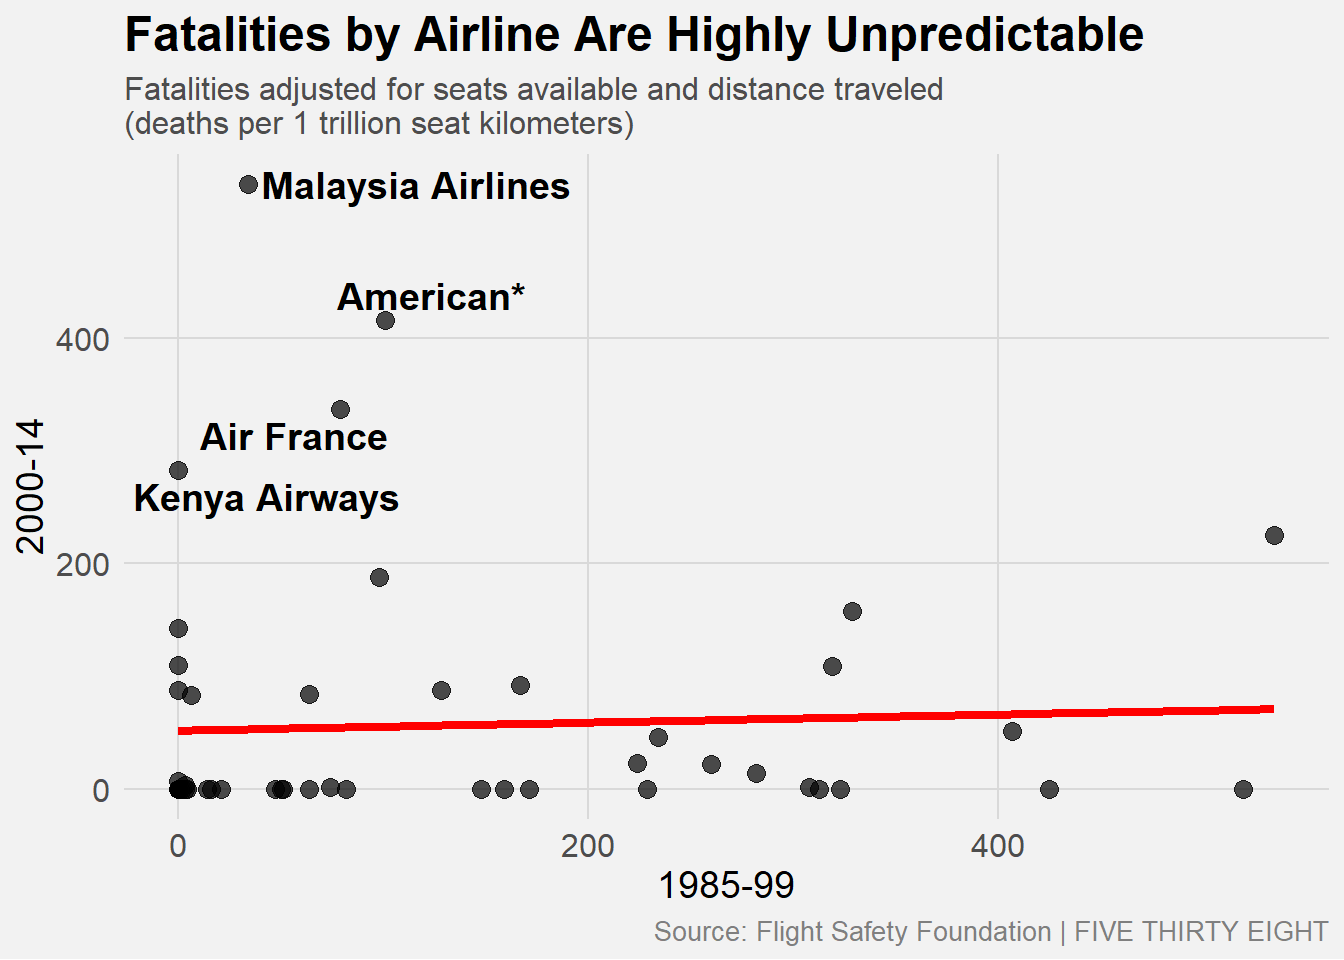 Fatalities by Airline Are Highly Unpredictable
Fatalities adjusted for seats available and distance traveled
(deaths per 1 trillion seat kilometers)
Malaysia Airlines
American*
400
Air France
Kenya Airways
2000-14
200
0
0
200
400
1985-99
Source: Flight Safety Foundation | FIVE THIRTY EIGHT